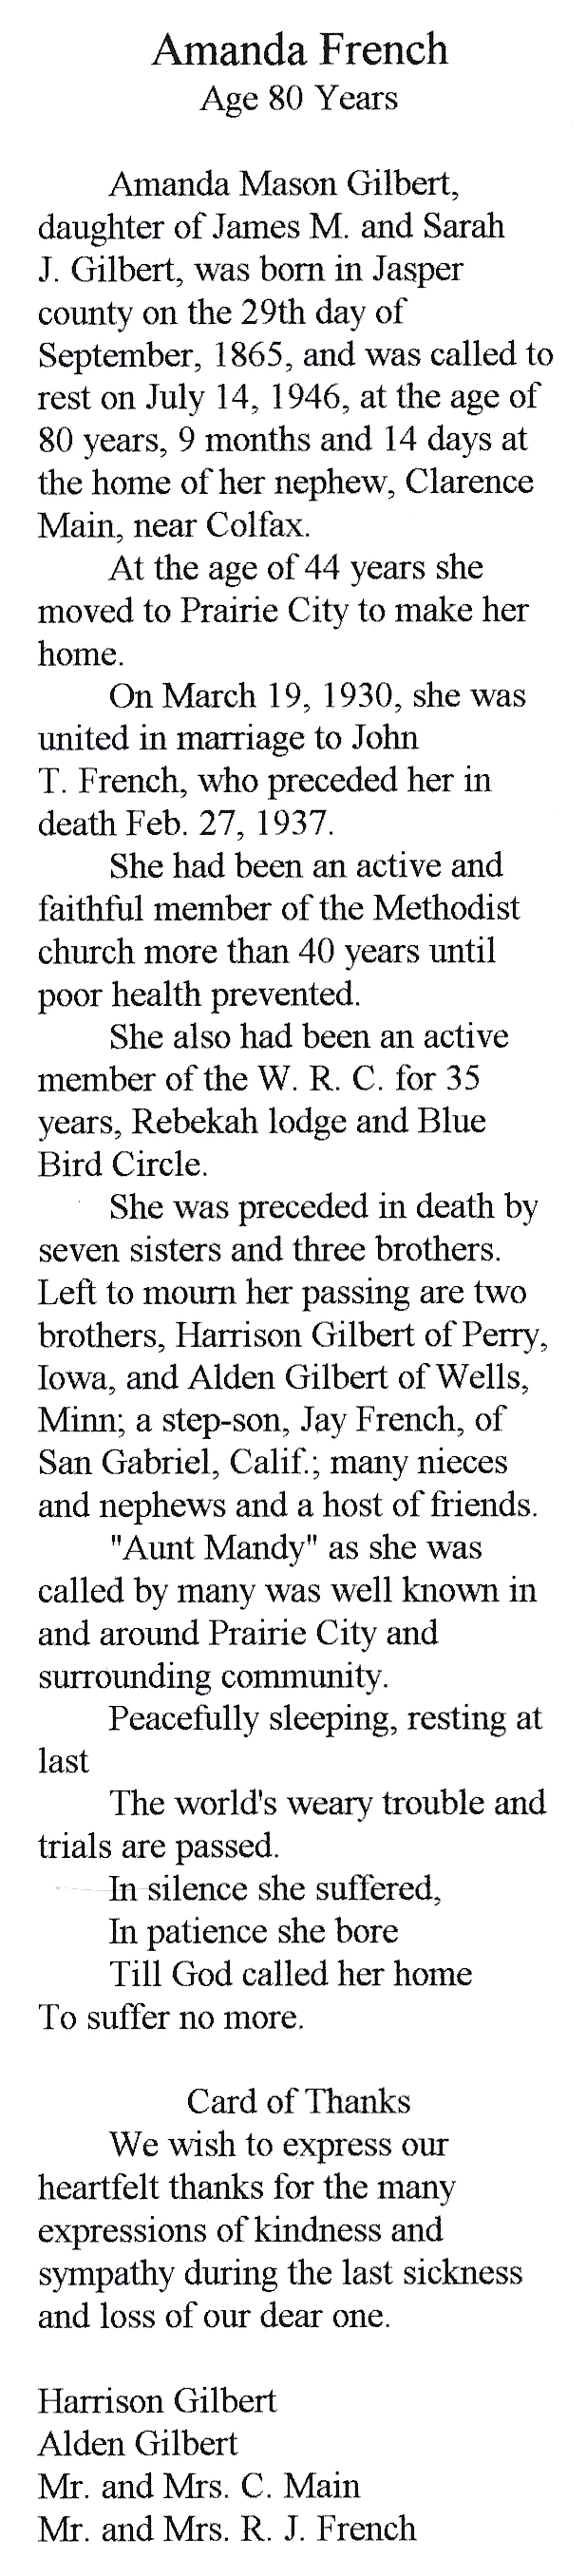 Amanda French
Age 80 Years
Amanda Mason Gilbert,
daughter of James M. and Sarah
J. Gilbert, was born in Jasper
county on the 29th day of
September, 1865, and was called to
rest on July 14, 1946, at the age of
80 years, 9 months and 14 days at
the home of her nephew, Clarence
Main, near Colfax.
At the age of 44 years she
moved to Prairie City to make her
home.
On March 19, 1930, she was
united in marriage to John
T. French, who preceded her in
death Feb. 27, 1937.
She had been an active and
faithful member of the Methodist
church more than 40 years until
poor health prevented.
She also had been an active
member of the W. R. C. for 35
years, Rebekah lodge and Blue
Bird Circle.
She was preceded in death by
seven sisters and three brothers.
Left to mourn her passing are two
brothers, Harrison Gilbert of Perry,
Iowa, and Alden Gilbert of Wells,
Minn; a step-son, Jay French, of
San Gabriel, Calif.; many nieces
and nephews and a host of friends.
"Aunt Mandy" as she was
called by many was well known in
and around Prairie City and
surrounding community.
Peacefully sleeping, resting at
last
The world's weary trouble and
trials are passed.
In silence she suffered,
In patience she bore
Till God called her home
To suffer no more.
Card of Thanks
We wish to express our
heartfelt thanks for the many
expressions of kindness and
sympathy during the last sickness
and loss of our dear one.
Harrison Gilbert
Alden Gilbert
Mr. and Mrs. C. Main
Mr. and Mrs. R. J. French